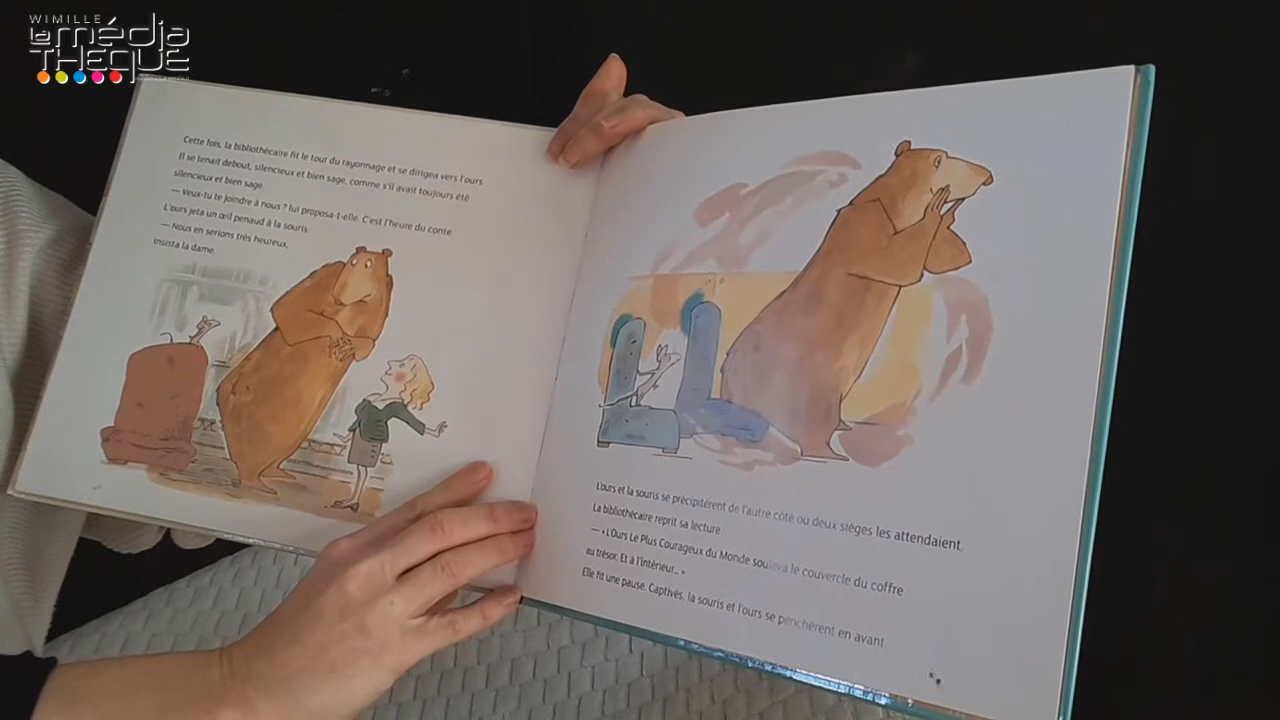 WIMILLE
la média
THEQUE
Cette fois, la bibliothécaire fit le tour du rayonnage et se dirigea vers l'ours
Il se tenait debout, silencieux et bien sage, comme s'il avait toujours été
silencieux et bien sage.
— Veux-tu te joindre à nous ? lui proposa-t-elle. C'est l'heure du conte.
L'ours jeta un œil penaud à la souris.
— Nous en serions très heureux,
insista la dame.
L'ours et la souris se précipitèrent de l'autre côté où deux sièges les attendaient.
La bibliothécaire reprit sa lecture
— « L'Ours Le Plus Courageux du Monde souleva le couvercle du coffre
au trésor. Et à l'intérieur... »
Elle fit une pause. Captivés, la souris et l'ours se penchèrent en avant